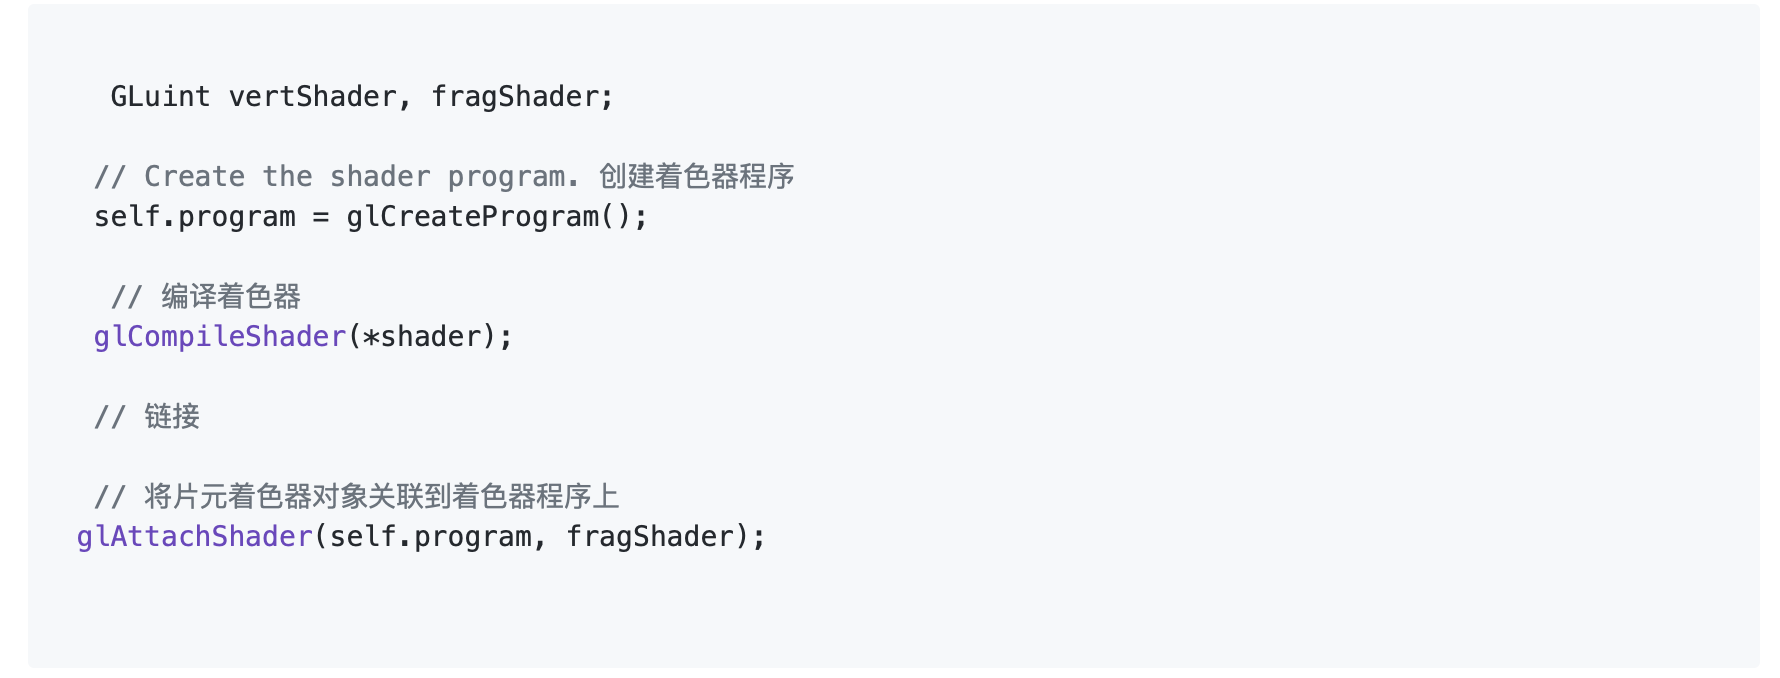 GLuint vertShader, fragShader;
// Create the shader program. 创建着色器程序
self.program = glCreateProgram();
// 编译着色器
glCompileShader(*shader);
// 链接
// 将片元着色器对象关联到着色器程序上
glAttachShader(self.program, fragShader);